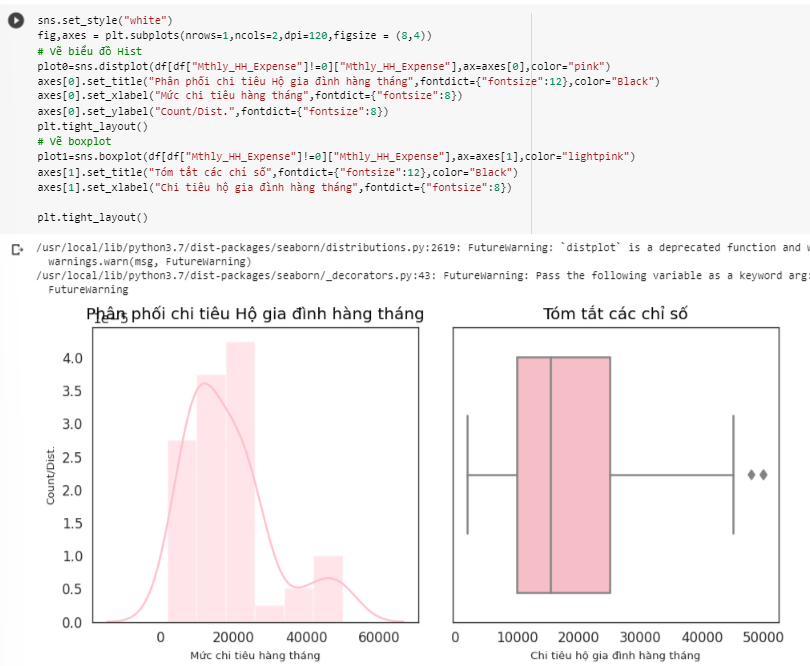 sns.set_style("white")
fig,axes = plt.subplots(nrows=1,ncols=2,dpi=120,figsize = (8,4))
# Vẽ biểu đồ Hist
plot0=sns.distplot(df[df["Mthly_HH_Expense"]!=0]["Mthly_HH_Expense"],ax=axes[0],color="pink")
axes[0].set_title("Phân phối chi tiêu Hộ gia đình hàng tháng",fontdict={"fontsize":12},color="Black")
axes[0].set_xlabel("Mức chi tiêu hàng tháng",fontdict={"fontsize":8})
axes[0].set_ylabel("Count/Dist.",fontdict={"fontsize":8})
plt.tight_layout()
# Vẽ boxplot
plot1=sns.boxplot(df[df["Mthly_HH_Expense"]!=0]["Mthly_HH_Expense"],ax=axes[1],color="lightpink")
axes[1].set_title("Tóm tắt các chỉ số",fontdict={"fontsize":12},color="Black")
axes[1].set_xlabel("Chi tiêu hộ gia đình hàng tháng",fontdict={"fontsize":8})
plt.tight_layout()
/usr/local/lib/python3.7/dist-packages/seaborn/distributions.py:2619: FutureWarning: `distplot` is a deprecated function and
warnings.warn(msg, FutureWarning)
/usr/local/lib/python3.7/dist-packages/seaborn/_decorators.py:43: FutureWarning: Pass the following variable as a keyword arg:
FutureWarning
Phân phối chi tiêu Hộ gia đình hàng tháng
1e−5
4.0
3.5
3.0
2.5
2.0
1.5
1.0
0.5
0.0
Count/Dist.
0 20000 40000 60000
Mức chi tiêu hàng tháng
Tóm tắt các chỉ số
0 10000 20000 30000 40000 50000
Chi tiêu hộ gia đình hàng tháng